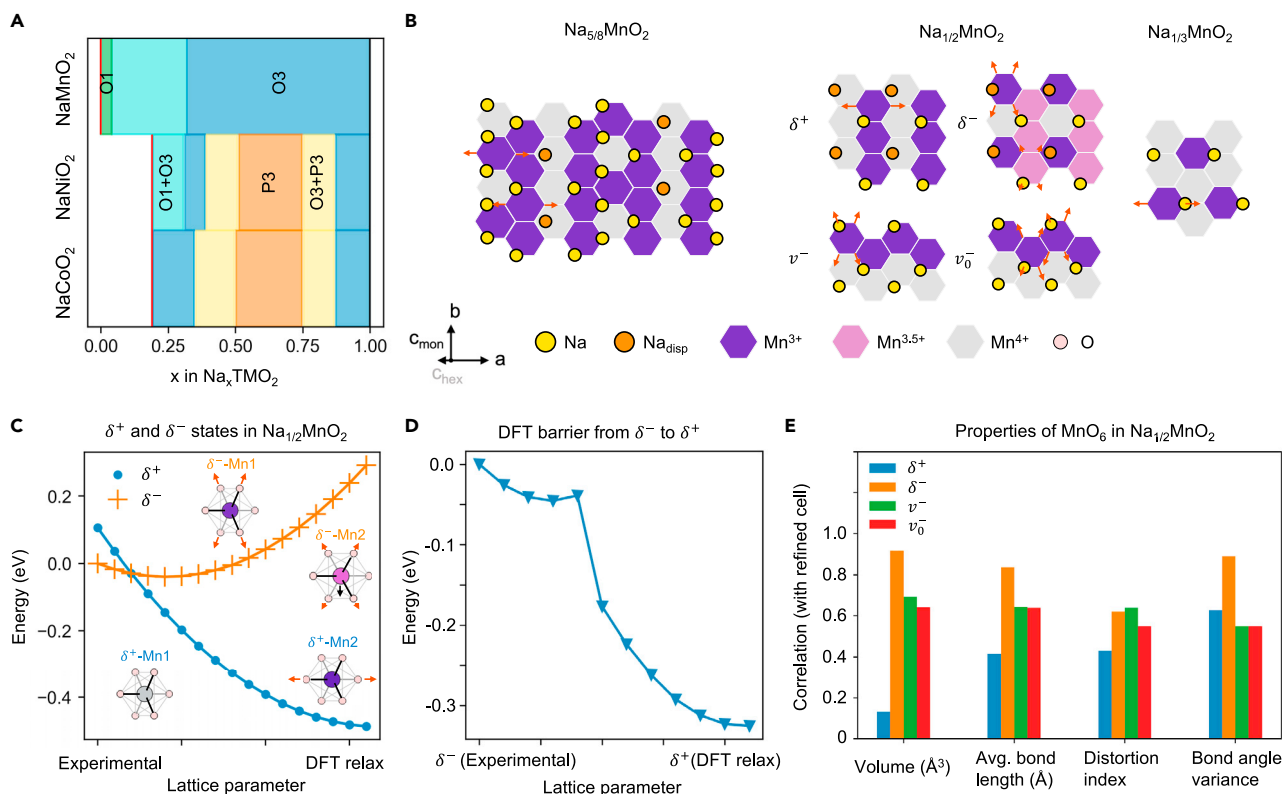 A
NaMnO2
NaNiO2
NaCoO2
O1
O3
O1+O3
P3
O3+P3
0.00 0.25 0.50 0.75 1.00
x in NaxTMO2
B
Na5/8MnO2
Na1/2MnO2
Na1/3MnO2
δ+
δ−
ν−
ν0−
b
cmon
a
chex
Na
Nadisp
Mn3+
Mn3.5+
Mn4+
O
C
δ+ and δ− states in Na1/2MnO2
δ+
δ−
δ−-Mn1
δ−-Mn2
δ+-Mn1
δ+-Mn2
Energy (eV)
0.2
0.0
−0.2
−0.4
Experimental
DFT relax
Lattice parameter
D
DFT barrier from δ− to δ+
Energy (eV)
0.0
−0.1
−0.2
−0.3
δ− (Experimental)
δ+(DFT relax)
Lattice parameter
E
Properties of MnO6 in Na1/2MnO2
δ+
δ−
ν−
ν0−
Correlation (with refined cell)
1.0
0.8
0.6
0.4
0.2
0
Volume (Å3)
Avg. bond
length (Å)
Distortion
index
Bond angle
variance